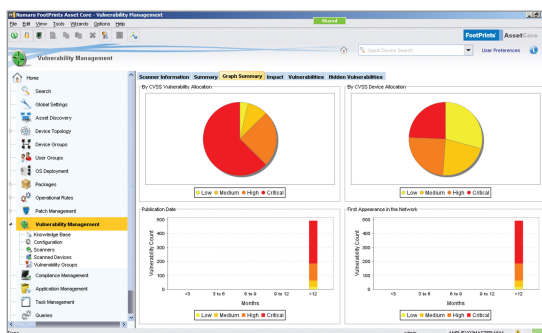 Numara FootPrints Asset Core - Vulnerability Management
Shared
File Edit View Tools Wizards Options Help
FootPrints AssetCore
Vulnerability Management
Quick Device Search
User Preferences
Home
Search
Global Settings
Asset Discovery
Device Topology
Device Groups
User Groups
OS Deployment
Packages
Operational Rules
Patch Management
Vulnerability Management
Knowledge Base
Configuration
Scanners
Scanned Devices
Vulnerability Groups
Compliance Management
Application Management
Task Management
Queries
Scanner Information Summary Graph Summary Impact Vulnerabilities Hidden Vulnerabilities
By CVSS Vulnerability Allocation
Low Medium High Critical
By CVSS Device Allocation
Low Medium High Critical
Publication Date
Vulnerability Count
600
500
400
300
200
100
0
<3 3 to 6 6 to 9 9 to 12 >12
Months
Low Medium High Critical
First Appearance in the Network
Vulnerability Count
600
500
400
300
200
100
0
<3 3 to 6 6 to 9 9 to 12 >12
Months
Low Medium High Critical